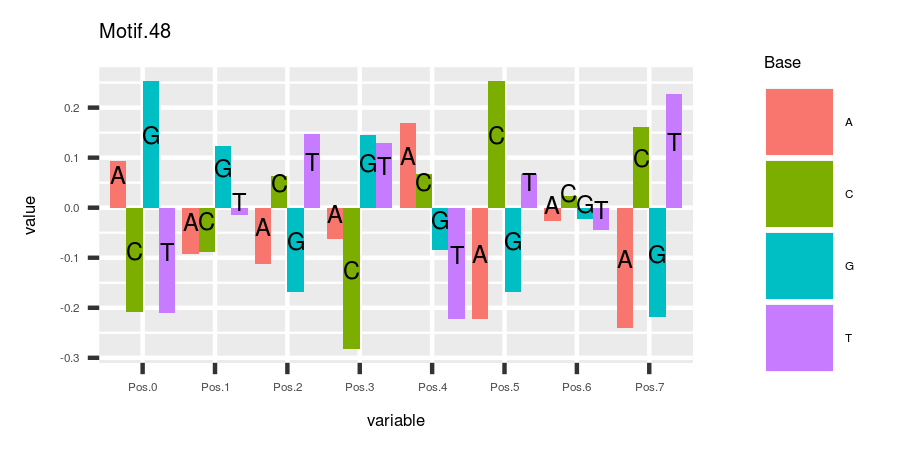 Motif.48
Base
A
C
G
T
value
0.2
0.1
0.0
-0.1
-0.2
-0.3
A C G T
A C G T
A C G T
A C G T
A C G T
A C G T
A C G T
A C G T
Pos.0 Pos.1 Pos.2 Pos.3 Pos.4 Pos.5 Pos.6 Pos.7
variable